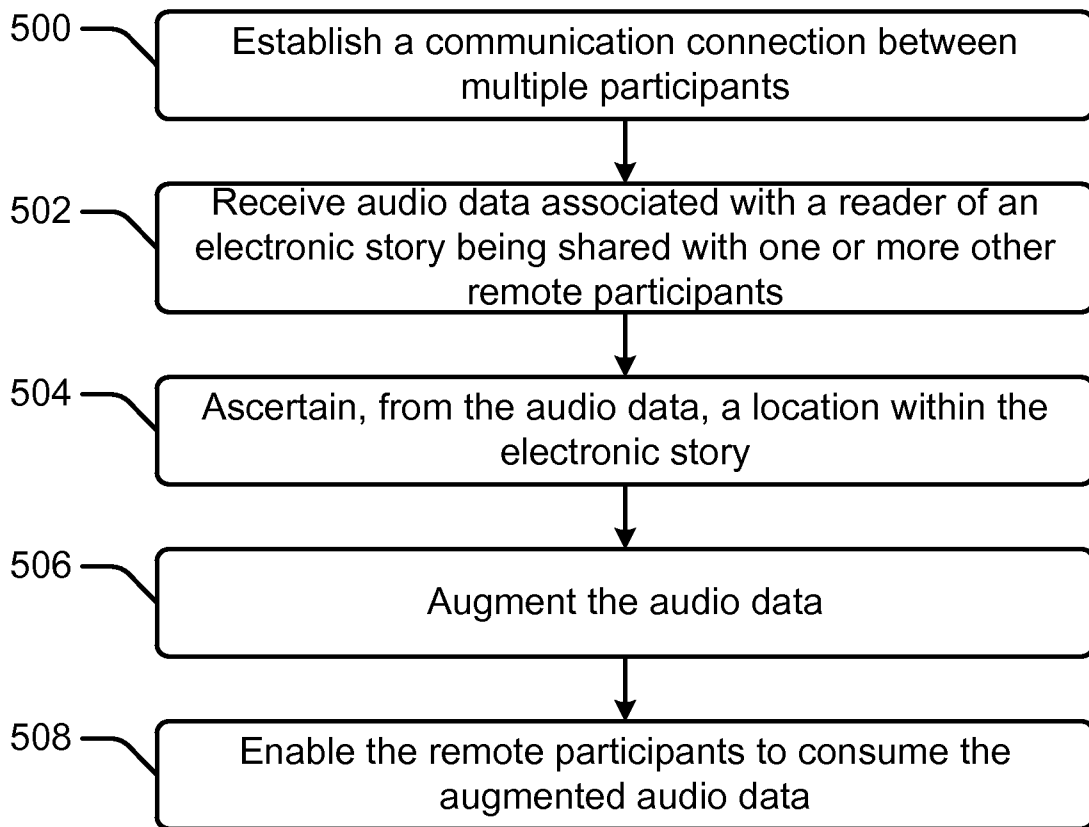 500
Establish a communication connection between
multiple participants
502
Receive audio data associated with a reader of an
electronic story being shared with one or more other
remote participants
504
Ascertain, from the audio data, a location within the
electronic story
506
Augment the audio data
508
Enable the remote participants to consume the
augmented audio data